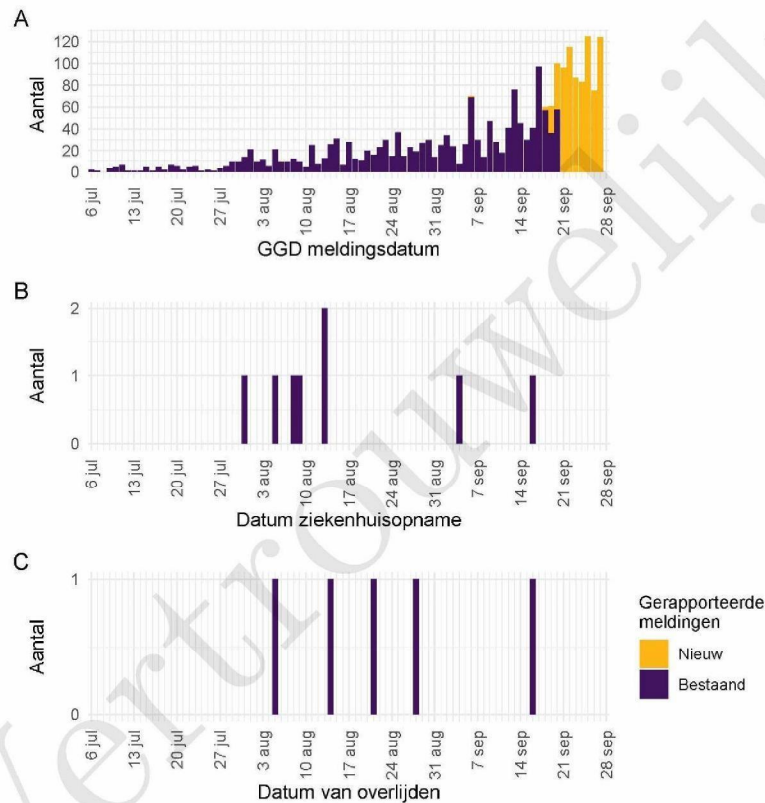 A
120
100
80
60
40
20
0
Aantal
6 jul
13 jul
20 jul
27 jul
3 aug
10 aug
17 aug
24 aug
31 aug
7 sep
14 sep
21 sep
28 sep
GGD meldingsdatum
B
2
1
0
Aantal
6 jul
13 jul
20 jul
27 jul
3 aug
10 aug
17 aug
24 aug
31 aug
7 sep
14 sep
21 sep
28 sep
Datum ziekenhuisopname
C
1
0
Aantal
6 jul
13 jul
20 jul
27 jul
3 aug
10 aug
17 aug
24 aug
31 aug
7 sep
14 sep
21 sep
28 sep
Datum van overlijden
Gerapporteerde
meldingen
Nieuw
Bestaand
Vertrouwelijk